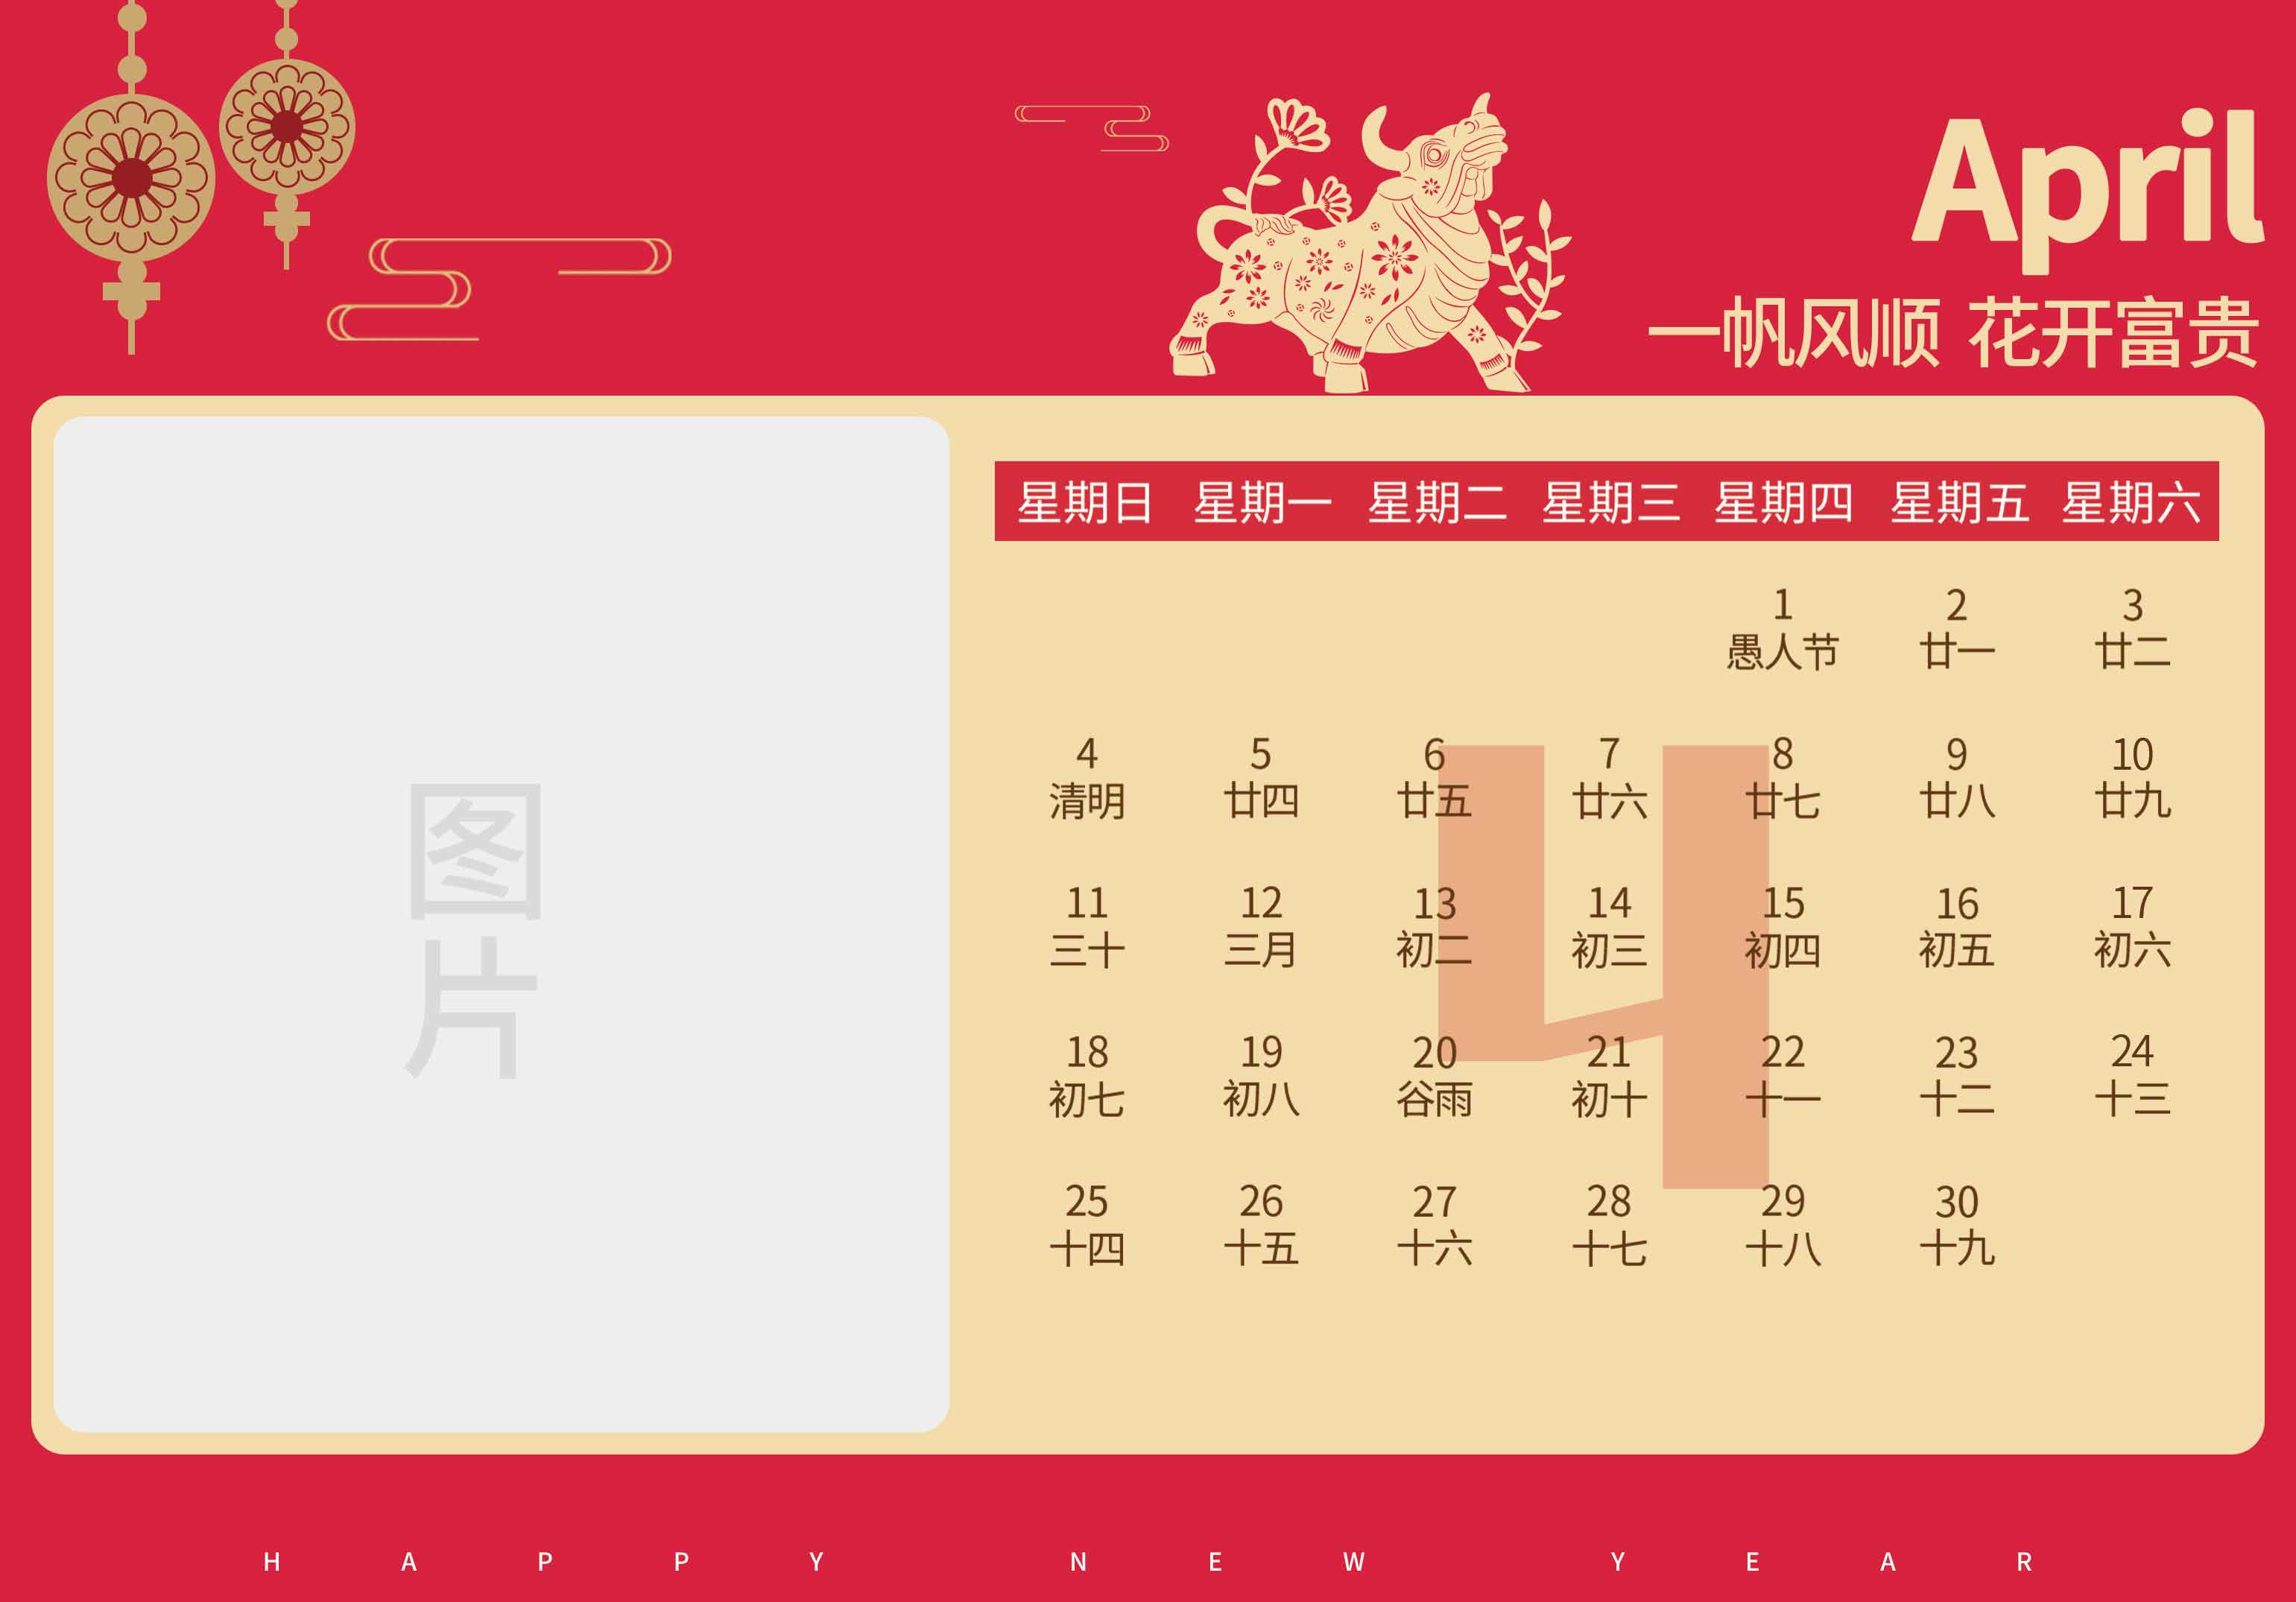 April
一帆风顺 花开富贵
图
片
星期日 星期一 星期二 星期三 星期四 星期五 星期六
1 2 3
愚人节 廿一 廿二
4 5 6 7 8 9 10
清明 廿四 廿五 廿六 廿七 廿八 廿九
11 12 13 14 15 16 17
三十 三月 初二 初三 初四 初五 初六
18 19 20 21 22 23 24
初七 初八 谷雨 初十 十一 十二 十三
25 26 27 28 29 30
十四 十五 十六 十七 十八 十九
4
HAPPY NEW YEAR